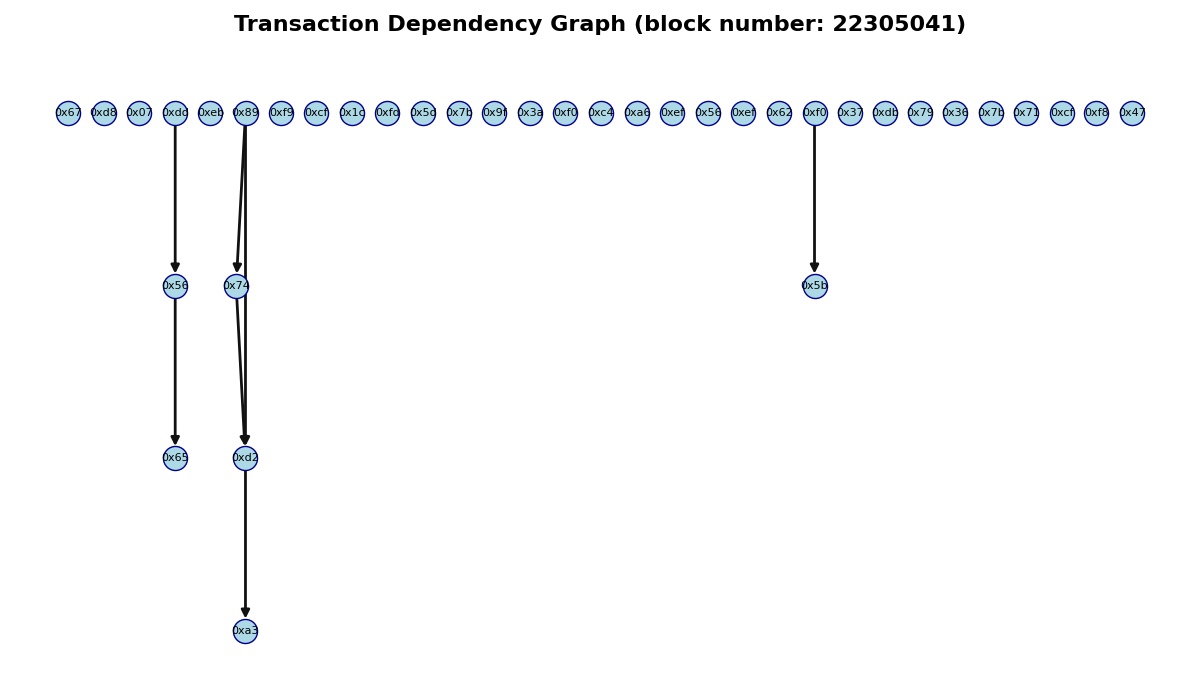 Transaction Dependency Graph (block number: 22305041)
0x67 0xd8 0x07 0xdd 0xeb 0x89 0xf9 0xcf 0x1c 0xfd 0x5d 0x7b 0x9f 0x3a 0xf0 0xc4 0xa6 0xef 0x56 0xef 0x62 0xf0 0x37 0xdb 0x79 0x36 0x7b 0x71 0xcf 0xf8 0x47
0x56 0x74 0x5b
0x65 0xd2
0xa3